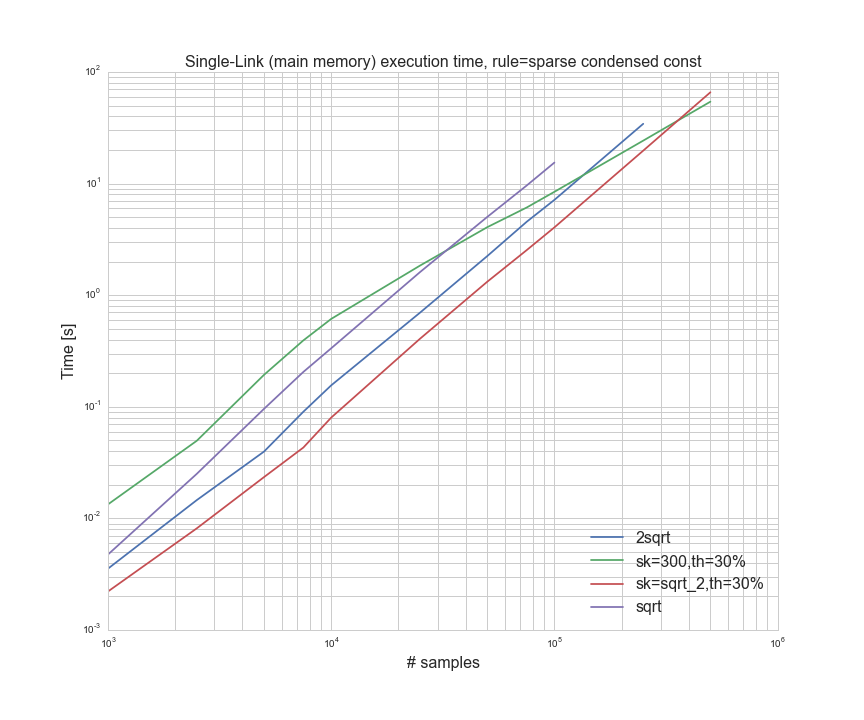 Single-Link (main memory) execution time, rule=sparse condensed const
10^2
10^1
10^0
10^-1
10^-2
10^-3
Time [s]
2sqrt
sk=300,th=30%
sk=sqrt_2,th=30%
sqrt
10^3 10^4 10^5 10^6
# samples